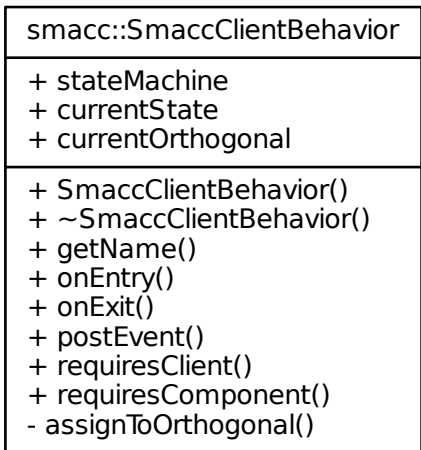 smacc::SmaccClientBehavior
+ stateMachine
+ currentState
+ currentOrthogonal
+ SmaccClientBehavior()
+ ~SmaccClientBehavior()
+ getName()
+ onEntry()
+ onExit()
+ postEvent()
+ requiresClient()
+ requiresComponent()
- assignToOrthogonal()